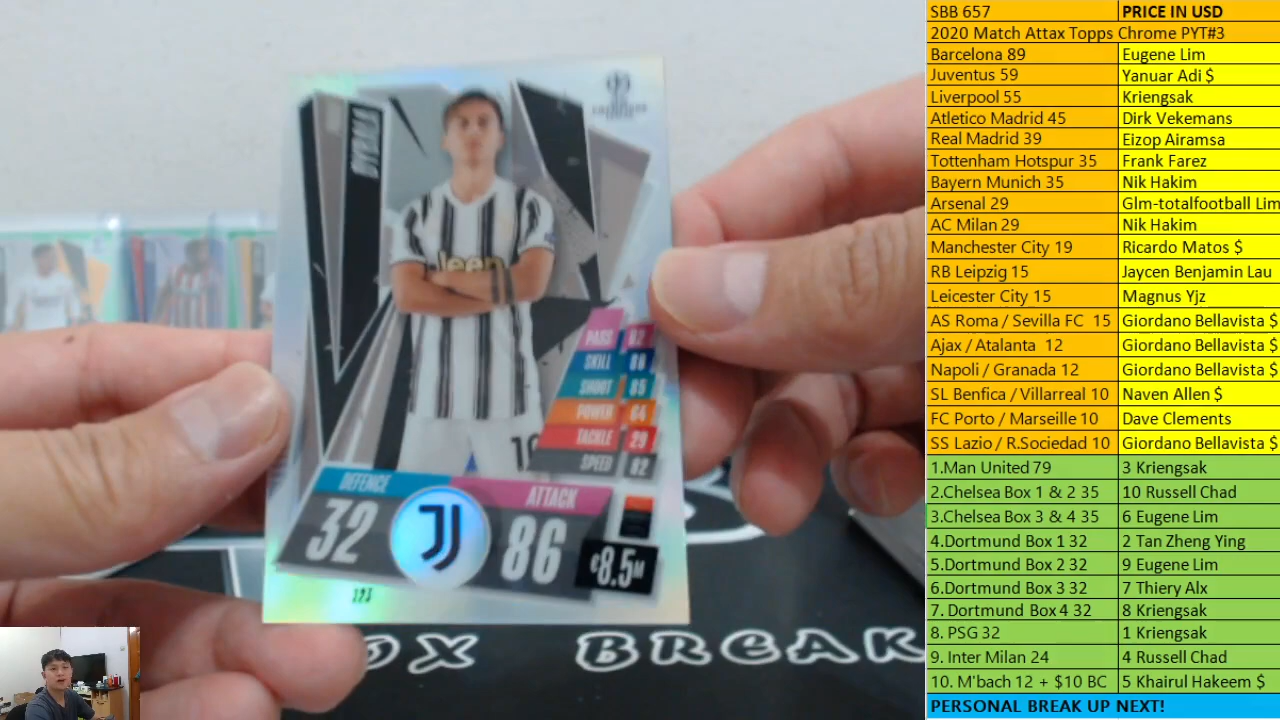 DYBALA
CHAMPIONS
LEAGUE
Jeep
10
PASS 82
SKILL 88
SHOOT 85
POWER 64
TACKLE 29
SPEED 82
DEFENCE
32
ATTACK
86
€8.5M
123
BOX BREAK
SBB 657 PRICE IN USD
2020 Match Attax Topps Chrome PYT#3
Barcelona 89 Eugene Lim
Juventus 59 Yanuar Adi $
Liverpool 55 Kriengsak
Atletico Madrid 45 Dirk Vekemans
Real Madrid 39 Eizop Airamsa
Tottenham Hotspur 35 Frank Farez
Bayern Munich 35 Nik Hakim
Arsenal 29 Glm-totalfootball Lim
AC Milan 29 Nik Hakim
Manchester City 19 Ricardo Matos $
RB Leipzig 15 Jaycen Benjamin Lau
Leicester City 15 Magnus Yjz
AS Roma / Sevilla FC 15 Giordano Bellavista $
Ajax / Atalanta 12 Giordano Bellavista $
Napoli / Granada 12 Giordano Bellavista $
SL Benfica / Villarreal 10 Naven Allen $
FC Porto / Marseille 10 Dave Clements
SS Lazio / R.Sociedad 10 Giordano Bellavista $
1.Man United 79 3 Kriengsak
2.Chelsea Box 1 & 2 35 10 Russell Chad
3.Chelsea Box 3 & 4 35 6 Eugene Lim
4.Dortmund Box 1 32 2 Tan Zheng Ying
5.Dortmund Box 2 32 9 Eugene Lim
6.Dortmund Box 3 32 7 Thiery Alx
7. Dortmund Box 4 32 8 Kriengsak
8. PSG 32 1 Kriengsak
9. Inter Milan 24 4 Russell Chad
10. M'bach 12 + $10 BC 5 Khairul Hakeem $
PERSONAL BREAK UP NEXT!